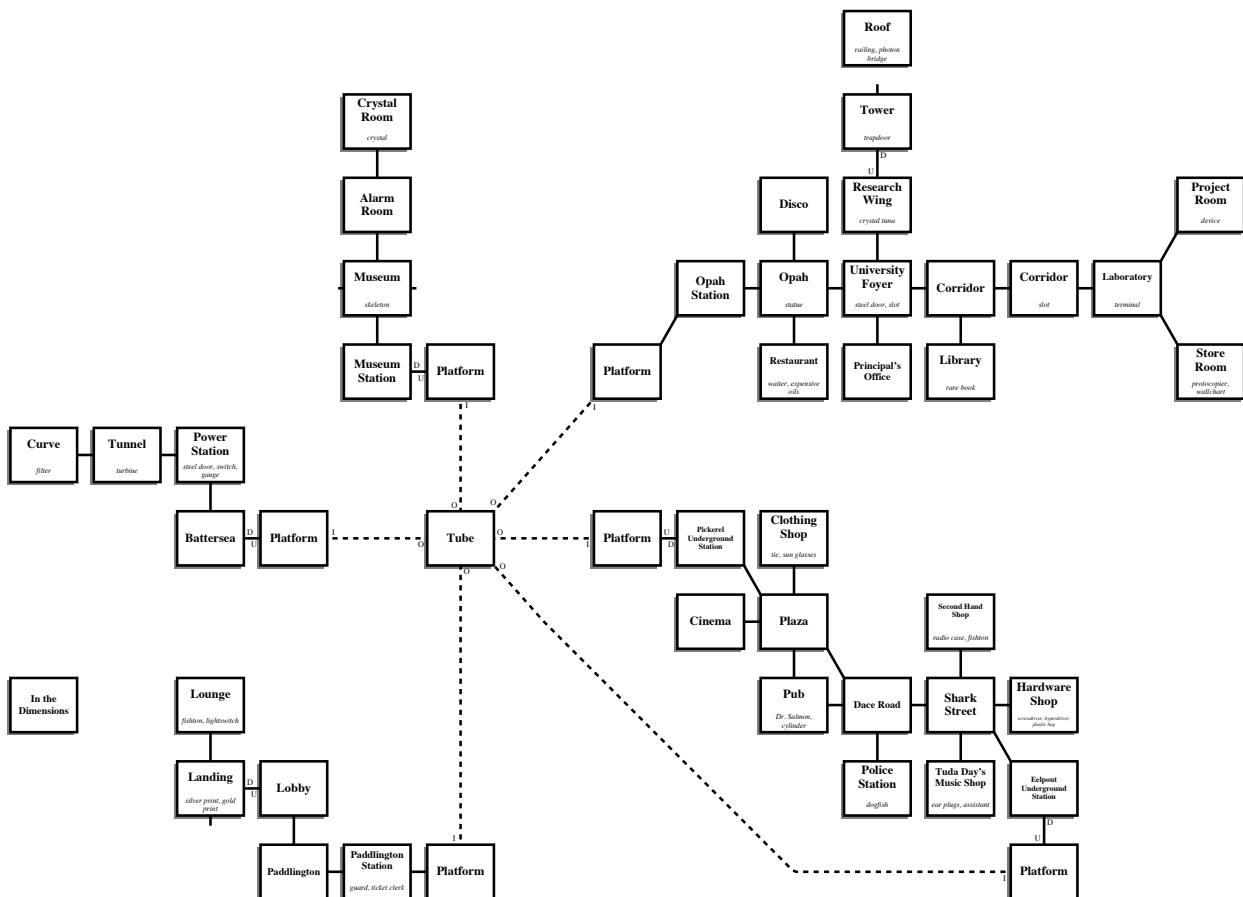 Roof
railing, photon
bridge
Crystal
Room
crystal
Tower
trapdoor
D
U
Alarm
Room
Disco
Research
Wing
crystal tuna
Project
Room
device
Museum
skeleton
Opah
Station
Opah
statue
University
Foyer
steel door, slot
Corridor
Corridor
slot
Laboratory
terminal
Museum
Station
D
U
Platform
I
Platform
I
Restaurant
waiter, expensive
oils
Principal's
Office
Library
rare book
Store
Room
protocopier,
wallchart
Curve
filter
Tunnel
turbine
Power
Station
steel door, switch,
gauge
Battersea
D
U
Platform
I
O
O
Tube
O
O
O
O
I
Platform
U
D
Pickerel
Underground
Station
Clothing
Shop
tie, sun glasses
Cinema
Plaza
Second Hand
Shop
radio case, fishton
In the
Dimensions
Lounge
fishton, lightswitch
Pub
Dr. Salmon,
cylinder
Dace Road
Shark
Street
Hardware
Shop
screwdriver, hyperdriver,
plastic bag
Landing
silver print, gold
print
D
U
Lobby
Police
Station
dogfish
Tuda Day's
Music Shop
ear plugs, assistant
Eelpout
Underground
Station
D
U
Paddlington
Paddlington
Station
guard, ticket clerk
I
Platform
I
Platform